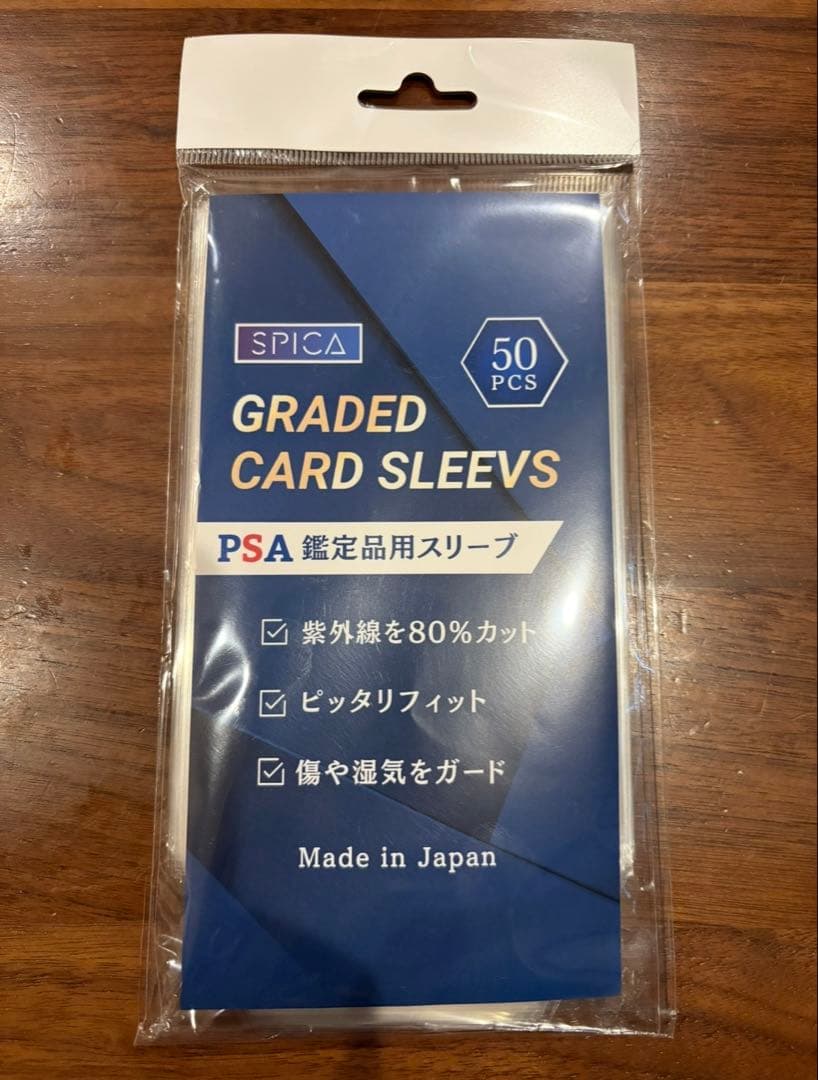 SPICA
50
PCS
GRADED
CARD SLEEVS
PSA 鑑定品用スリーブ
紫外線を80%カット
ピッタリフィット
傷や湿気をガード
Made in Japan